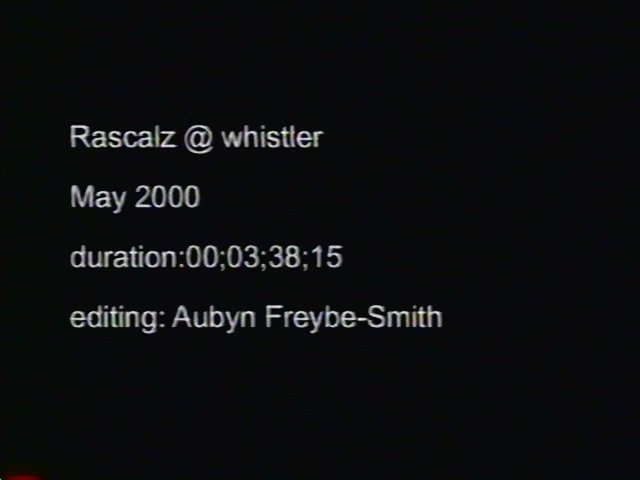 Rascalz @ whistler
May 2000
duration:00;03;38;15
editing: Aubyn Freybe-Smith